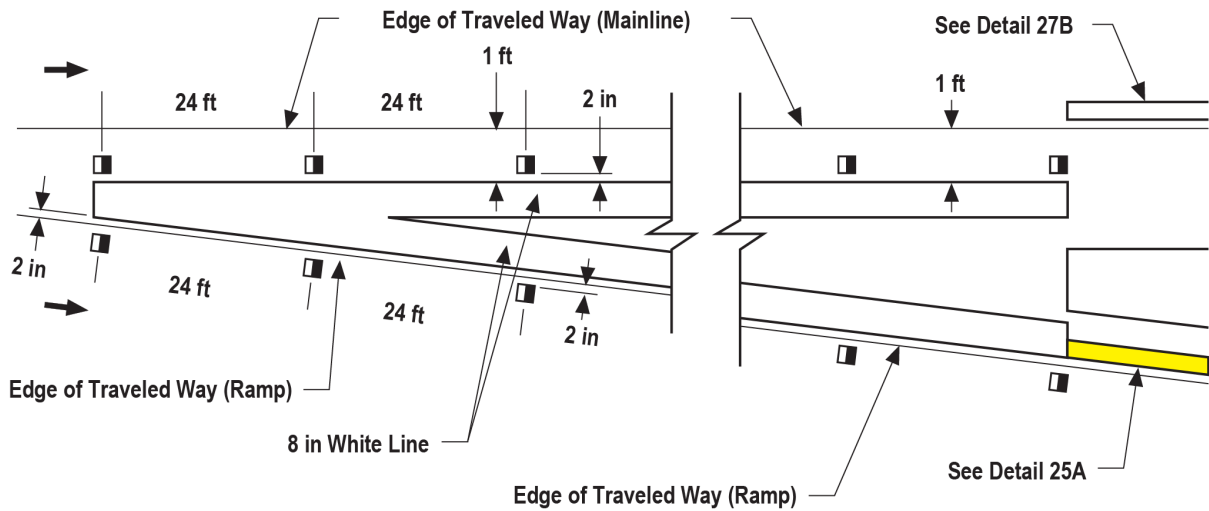 Edge of Traveled Way (Mainline)
See Detail 27B
1 ft
1 ft
24 ft
24 ft
2 in
2 in
24 ft
24 ft
2 in
Edge of Traveled Way (Ramp)
8 in White Line
See Detail 25A
Edge of Traveled Way (Ramp)